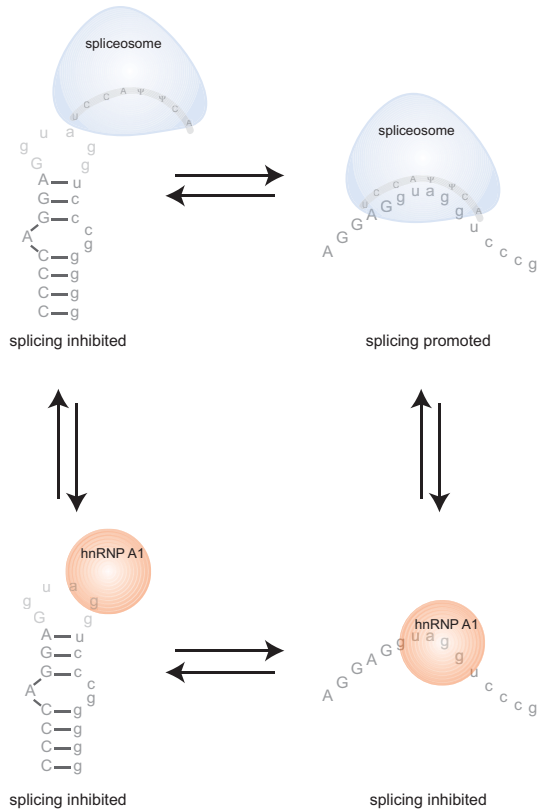 spliceosome
U C C A Ψ Ψ C A
g u a g
g g
G
A u
G c
G c
A c
g
C g
C g
C g
C g
splicing inhibited
spliceosome
U C C A Ψ Ψ C A
A G G A G g u a g g u c c c g
splicing promoted
hnRNP A1
g u a g
g
G
A u
G c
G c
A c
g
C g
C g
C g
C g
splicing inhibited
hnRNP A1
A G G A G g u a g g u c c c g
splicing inhibited